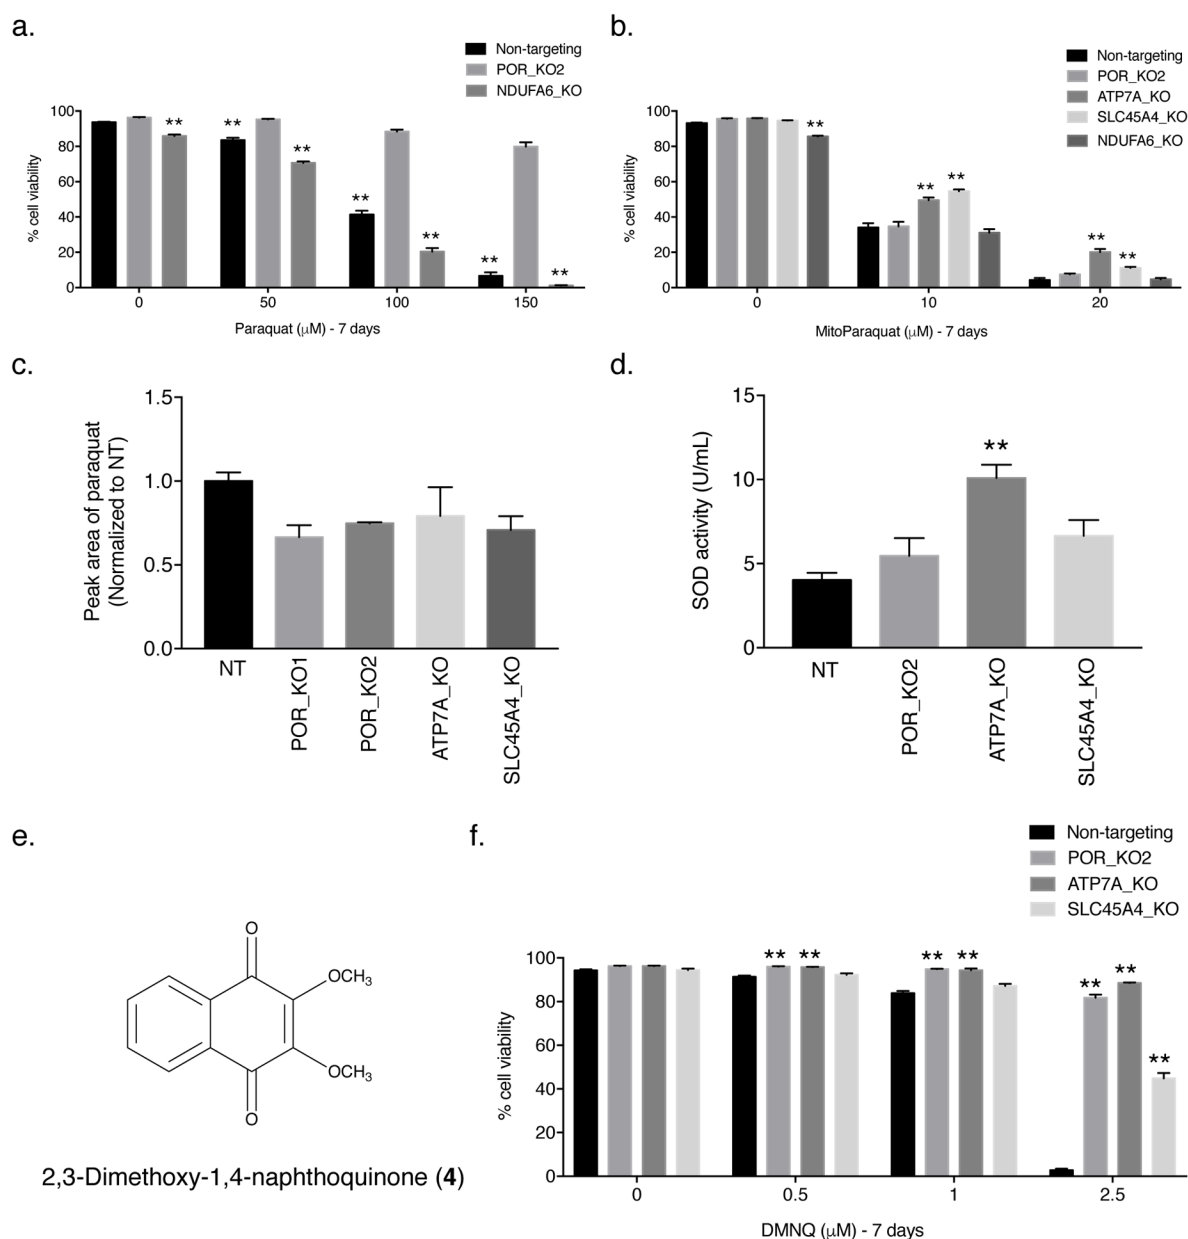 a.
Non-targeting
POR_KO2
NDUFA6_KO
% cell viability
100
80
60
40
20
0
**
**
**
**
**
**
**
0
50
100
150
Paraquat (μM) - 7 days
b.
Non-targeting
POR_KO2
ATP7A_KO
SLC45A4_KO
NDUFA6_KO
% cell viability
100
80
60
40
20
0
**
**
**
**
**
0
10
20
MitoParaquat (μM) - 7 days
c.
Peak area of paraquat
(Normalized to NT)
1.5
1.0
0.5
0.0
NT
POR_KO1
POR_KO2
ATP7A_KO
SLC45A4_KO
d.
SOD activity (U/mL)
15
10
5
0
**
NT
POR_KO2
ATP7A_KO
SLC45A4_KO
e.
O
OCH3
OCH3
O
2,3-Dimethoxy-1,4-naphthoquinone (4)
f.
Non-targeting
POR_KO2
ATP7A_KO
SLC45A4_KO
% cell viability
100
80
60
40
20
0
**
**
**
**
**
**
**
0
0.5
1
2.5
DMNQ (μM) - 7 days